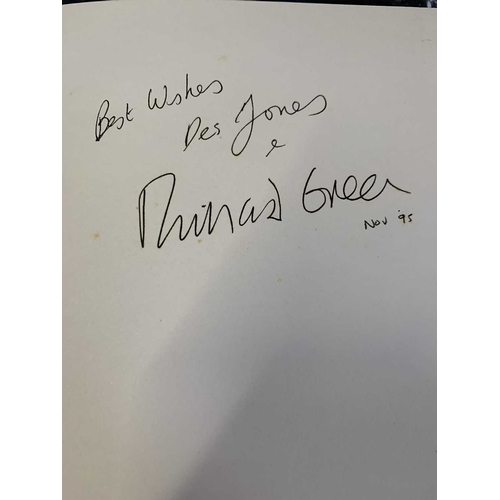 Best Wishes
Des Jones
e
Richard Green
Nov '95